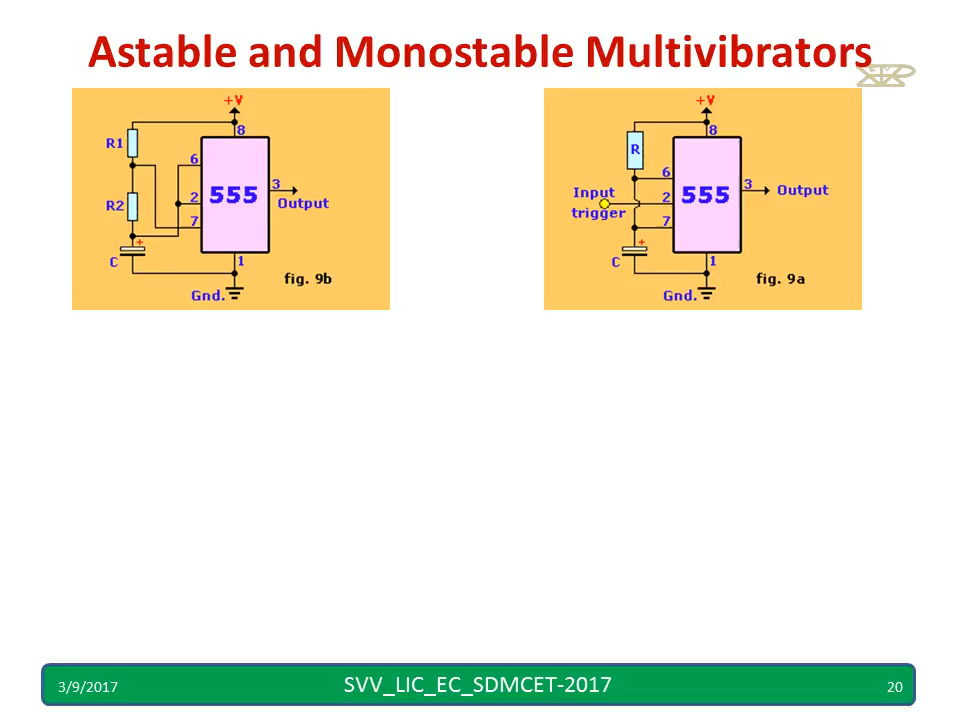 Astable and Monostable Multivibrators
+V
8
R1
6
555
3
2
R2
Output
7
+
C
1
fig. 9b
Gnd.
+V
8
R
6
555
3
Input
2
Output
trigger
7
+
C
1
fig. 9a
Gnd.
3/9/2017
SVV_LIC_EC_SDMCET-2017
20